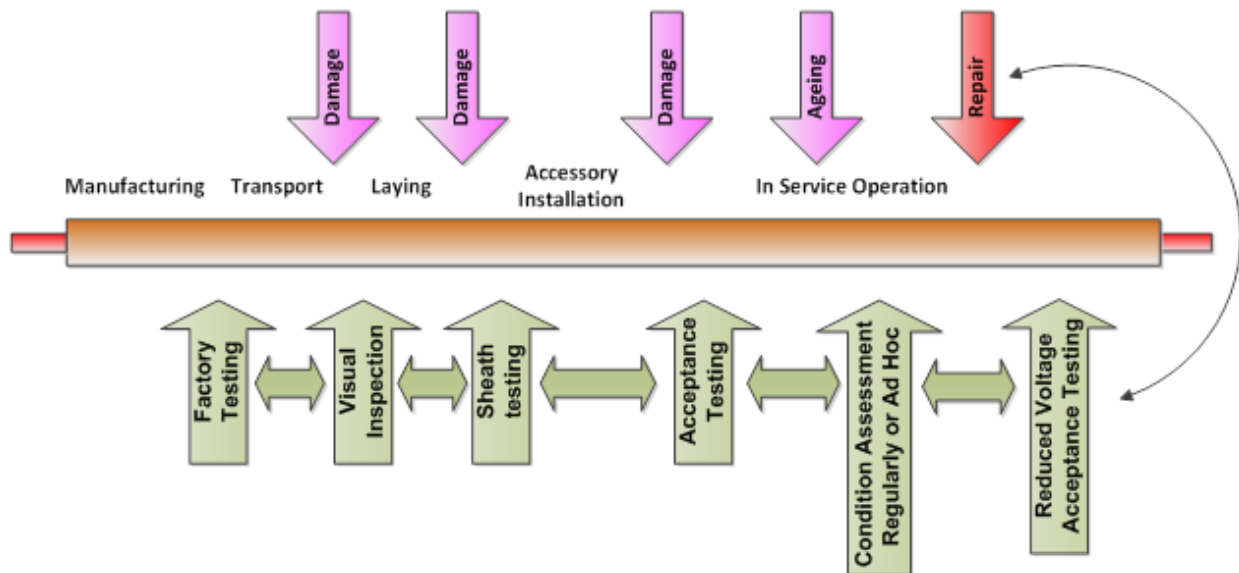 Damage
Damage
Damage
Ageing
Repair
Manufacturing
Transport
Laying
Accessory
Installation
In Service Operation
Factory
Testing
Visual
Inspection
Sheath
testing
Acceptance
Testing
Condition Assessment
Regularly or Ad Hoc
Reduced Voltage
Acceptance Testing